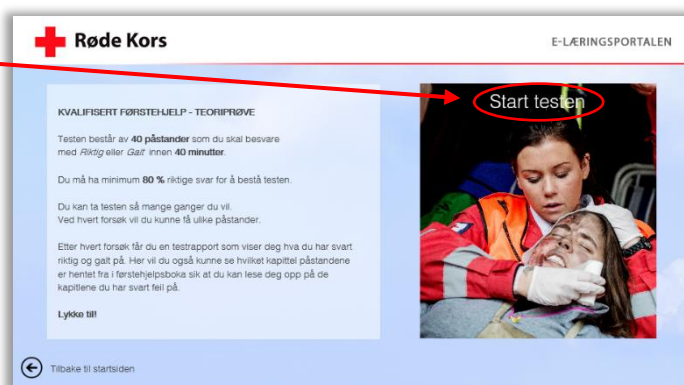 Røde Kors
E-LÆRINGSPORTALEN
KVALIFISERT FØRSTEHJELP - TEORIPRØVE
Testen består av 40 påstander som du skal besvare
med Riktig eller Galt innen 40 minutter.
Du må ha minimum 80 % riktige svar for å bestå testen.
Du kan ta testen så mange ganger du vil.
Ved hvert forsøk vil du kunne få ulike påstander.
Etter hvert forsøk får du en testrapport som viser deg hva du har svart
riktig og galt på. Her vil du også kunne se hvilket kapittel påstandene
er hentet fra i førstehjelpsboka slik at du kan lese deg opp på de
kapitlene du har svart feil på.
Lykke til!
Start testen
Tilbake til startsiden